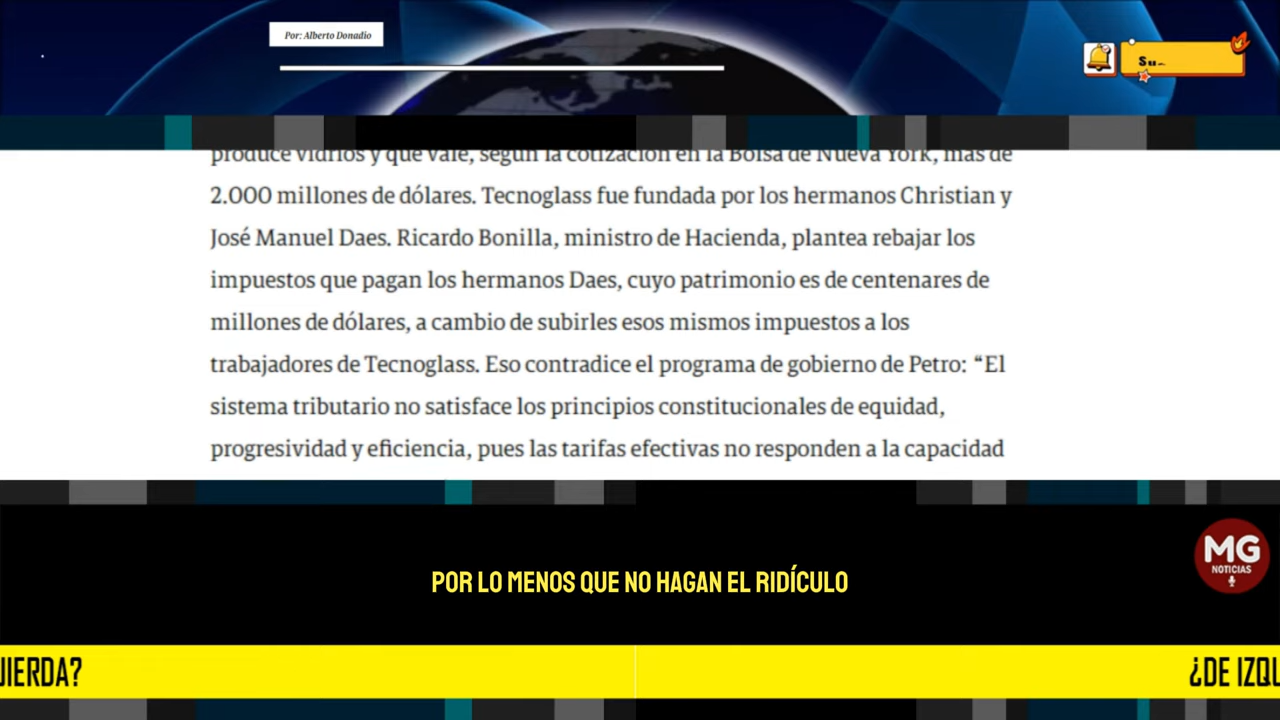 Por: Alberto Donadio
Su
produce vidrios y que vale, según la cotización en la Bolsa de Nueva York, más de
2.000 millones de dólares. Tecnoglass fue fundada por los hermanos Christian y
José Manuel Daes. Ricardo Bonilla, ministro de Hacienda, plantea rebajar los
impuestos que pagan los hermanos Daes, cuyo patrimonio es de centenares de
millones de dólares, a cambio de subirles esos mismos impuestos a los
trabajadores de Tecnoglass. Eso contradice el programa de gobierno de Petro: “El
sistema tributario no satisface los principios constitucionales de equidad,
progresividad y eficiencia, pues las tarifas efectivas no responden a la capacidad
MG
NOTICIAS
POR LO MENOS QUE NO HAGAN EL RIDÍCULO
UIERDA?
¿DE IZQU